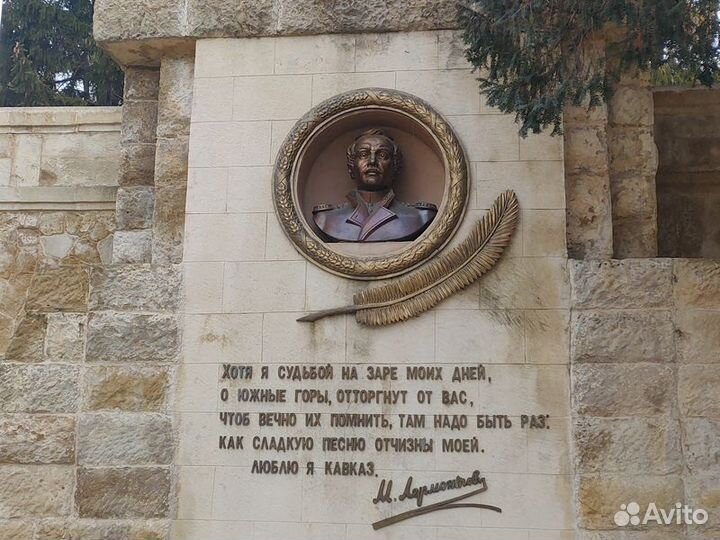 Хотя я судьбой на заре моих дней,
о южные горы, отторгнут от вас,
чтоб вечно их помнить, там надо быть раз:
как сладкую песню отчизны моей.
люблю я Кавказ.
М. Лермонтов
Avito